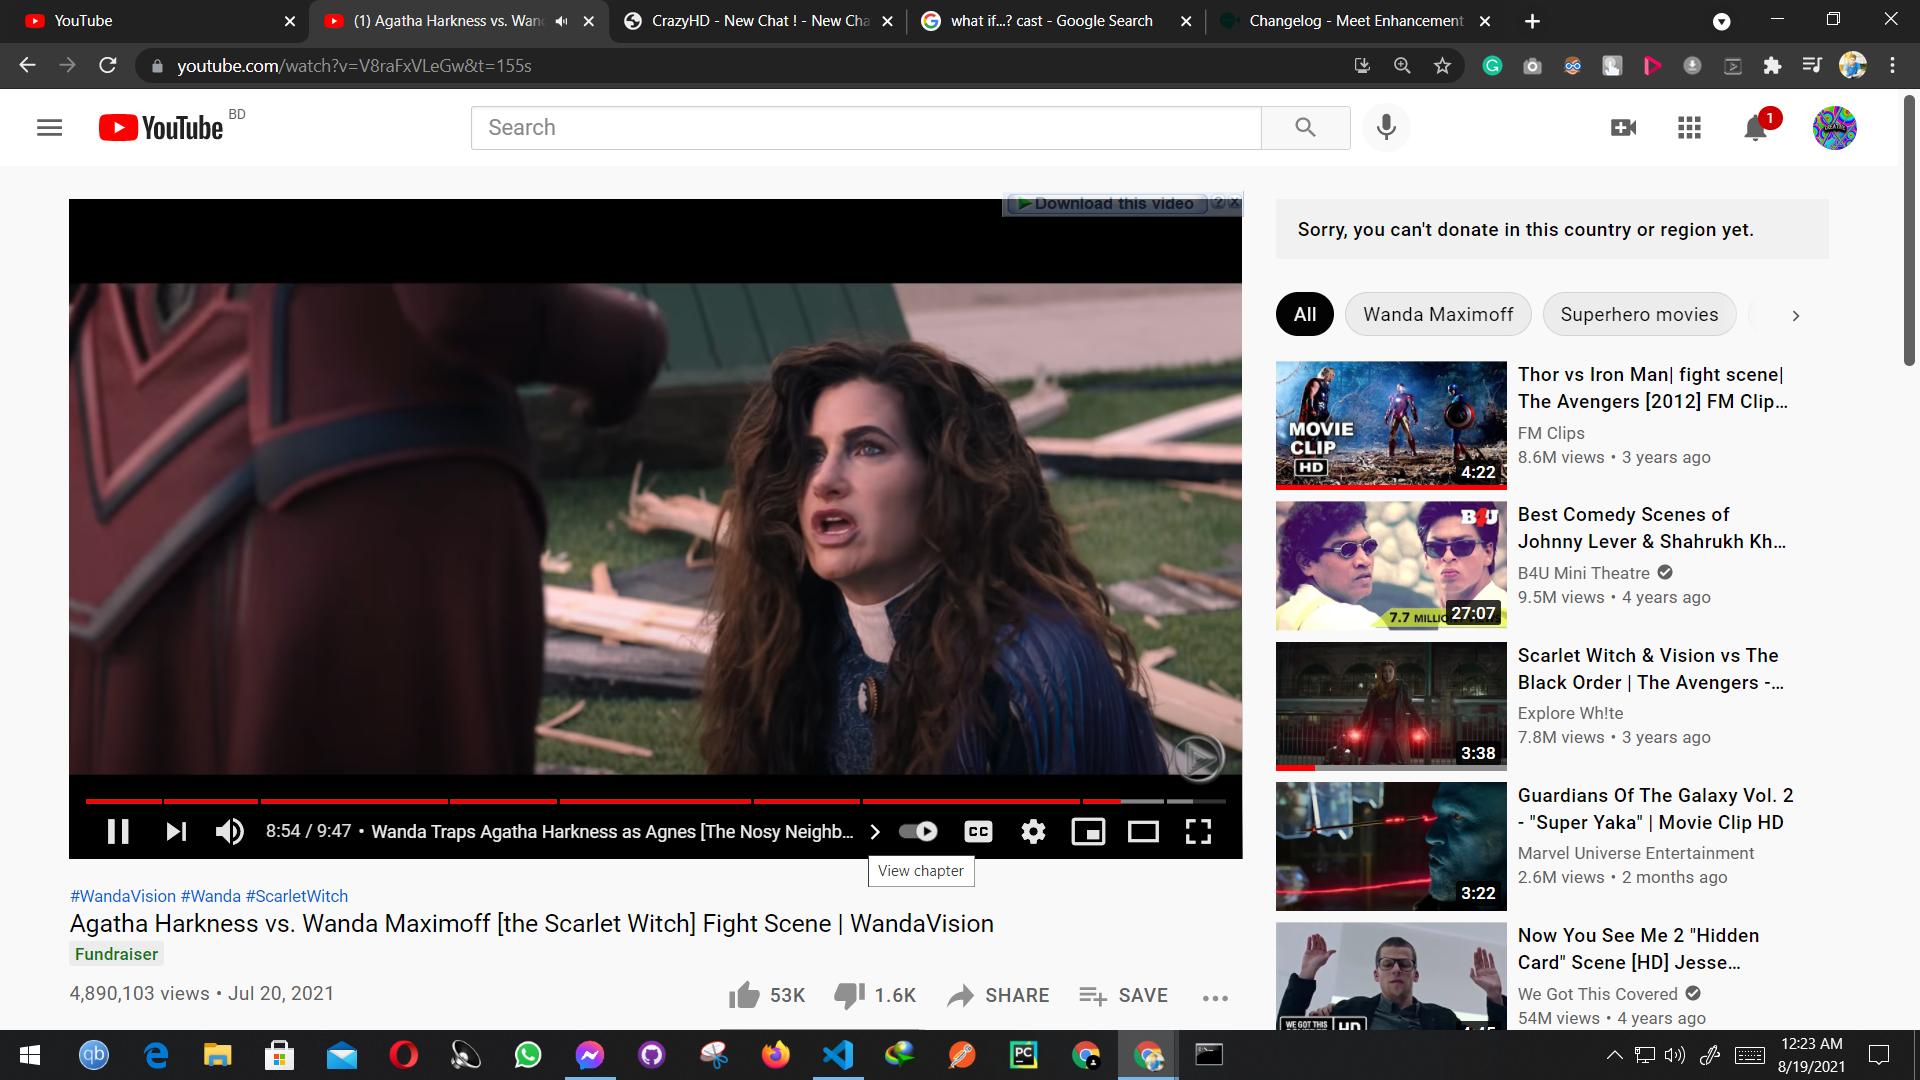 YouTube
(1) Agatha Harkness vs. Wan
CrazyHD - New Chat ! - New Cha
what if...? cast - Google Search
Changelog - Meet Enhancement
youtube.com/watch?v=V8raFxVLeGw&t=155s
YouTube BD
Search
1
Download this video
Sorry, you can't donate in this country or region yet.
All
Wanda Maximoff
Superhero movies
MOVIE
CLIP
HD
4:22
Thor vs Iron Man| fight scene|
The Avengers [2012] FM Clip...
FM Clips
8.6M views • 3 years ago
B4U
7.7
27:07
Best Comedy Scenes of
Johnny Lever & Shahrukh Kh...
B4U Mini Theatre
9.5M views • 4 years ago
3:38
Scarlet Witch & Vision vs The
Black Order | The Avengers -...
Explore Wh!te
7.8M views • 3 years ago
3:22
Guardians Of The Galaxy Vol. 2
- "Super Yaka" | Movie Clip HD
Marvel Universe Entertainment
2.6M views • 2 months ago
WE GOT THIS
HD
Now You See Me 2 "Hidden
Card" Scene [HD] Jesse...
We Got This Covered
54M views • 4 years ago
8:54 / 9:47 • Wanda Traps Agatha Harkness as Agnes [The Nosy Neighb...
CC
View chapter
#WandaVision #Wanda #ScarletWitch
Agatha Harkness vs. Wanda Maximoff [the Scarlet Witch] Fight Scene | WandaVision
Fundraiser
4,890,103 views • Jul 20, 2021
53K
1.6K
SHARE
SAVE
qb
PC
12:23 AM
8/19/2021